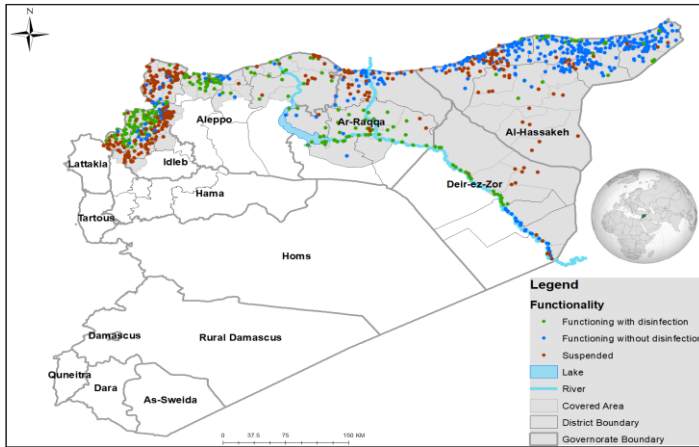 N
Aleppo
Ar-Raqqa
Al-Hassakeh
Lattakia
Idleb
Deir-ez-Zor
Hama
Tartous
Homs
Damascus
Rural Damascus
Quneitra
Dara
As-Sweida
0 37.5 75 150 KM
Legend
Functionality
Functioning with disinfection
Functioning without disinfection
Suspended
Lake
River
Covered Area
District Boundary
Governorate Boundary